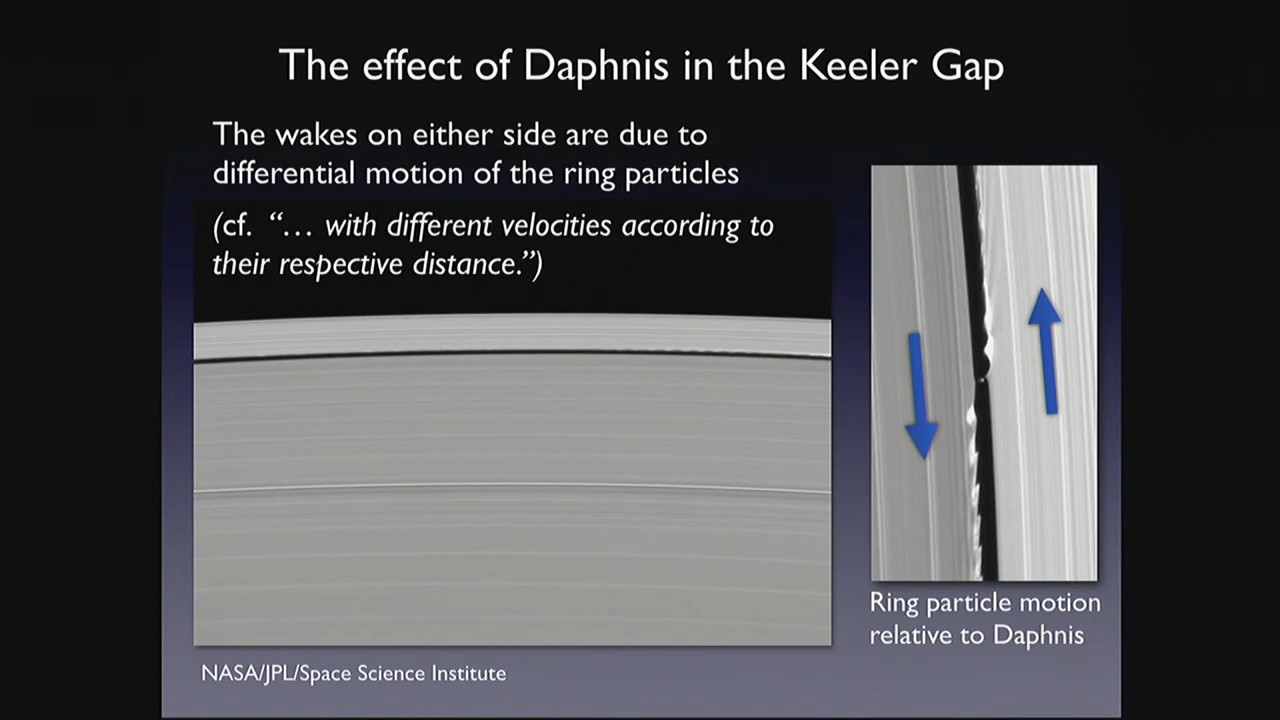 The effect of Daphnis in the Keeler Gap
The wakes on either side are due to
differential motion of the ring particles
(cf. “… with different velocities according to
their respective distance.”)
Ring particle motion
relative to Daphnis
NASA/JPL/Space Science Institute